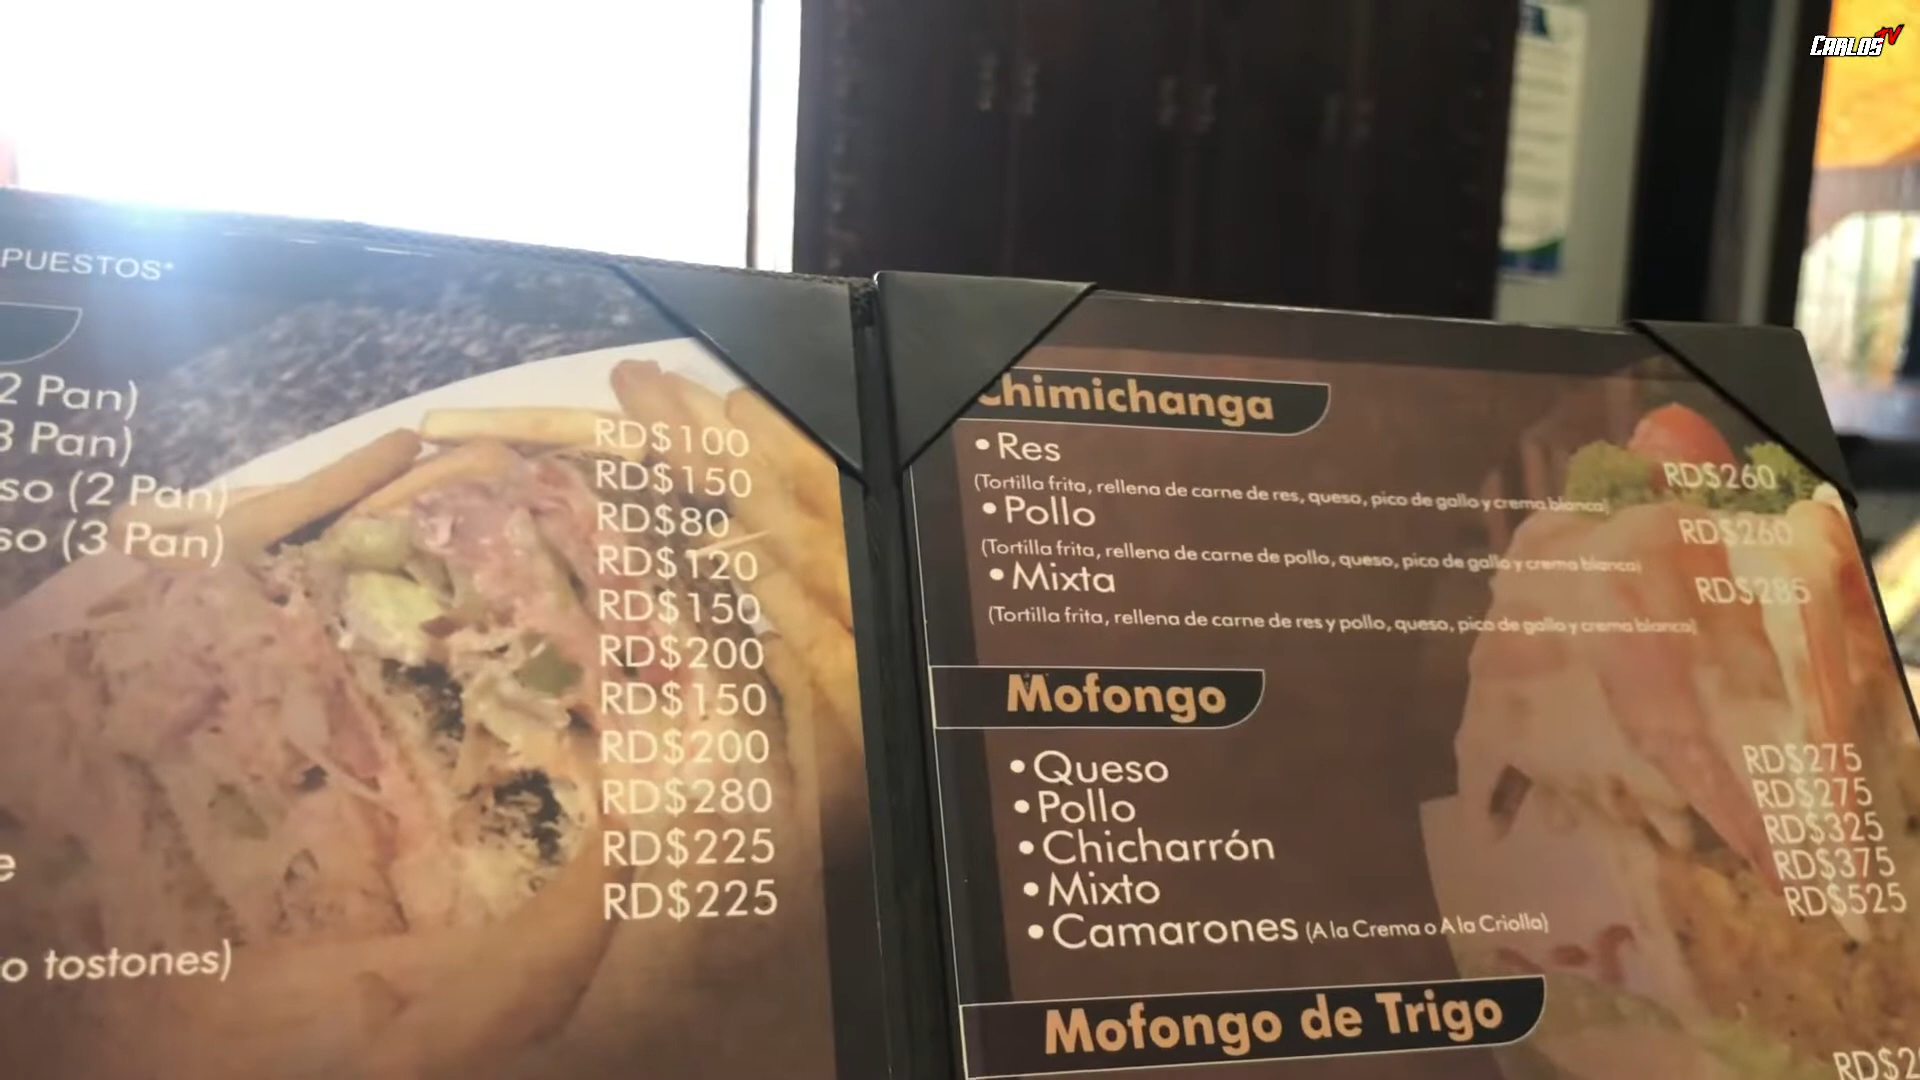 CARLOS TV
PUESTOS*
2 Pan)
3 Pan)
so (2 Pan)
so (3 Pan)
e
o tostones)
RD$100
RD$150
RD$80
RD$120
RD$150
RD$200
RD$150
RD$200
RD$280
RD$225
RD$225
Chimichanga
• Res RD$260
(Tortilla frita, rellena de carne de res, queso, pico de gallo y crema blanca)
• Pollo RD$260
(Tortilla frita, rellena de carne de pollo, queso, pico de gallo y crema blanca)
• Mixta RD$285
(Tortilla frita, rellena de carne de res y pollo, queso, pico de gallo y crema blanca)
Mofongo
• Queso RD$275
• Pollo RD$275
• Chicharrón RD$325
• Mixto RD$375
• Camarones (A la Crema o A la Criolla) RD$525
Mofongo de Trigo